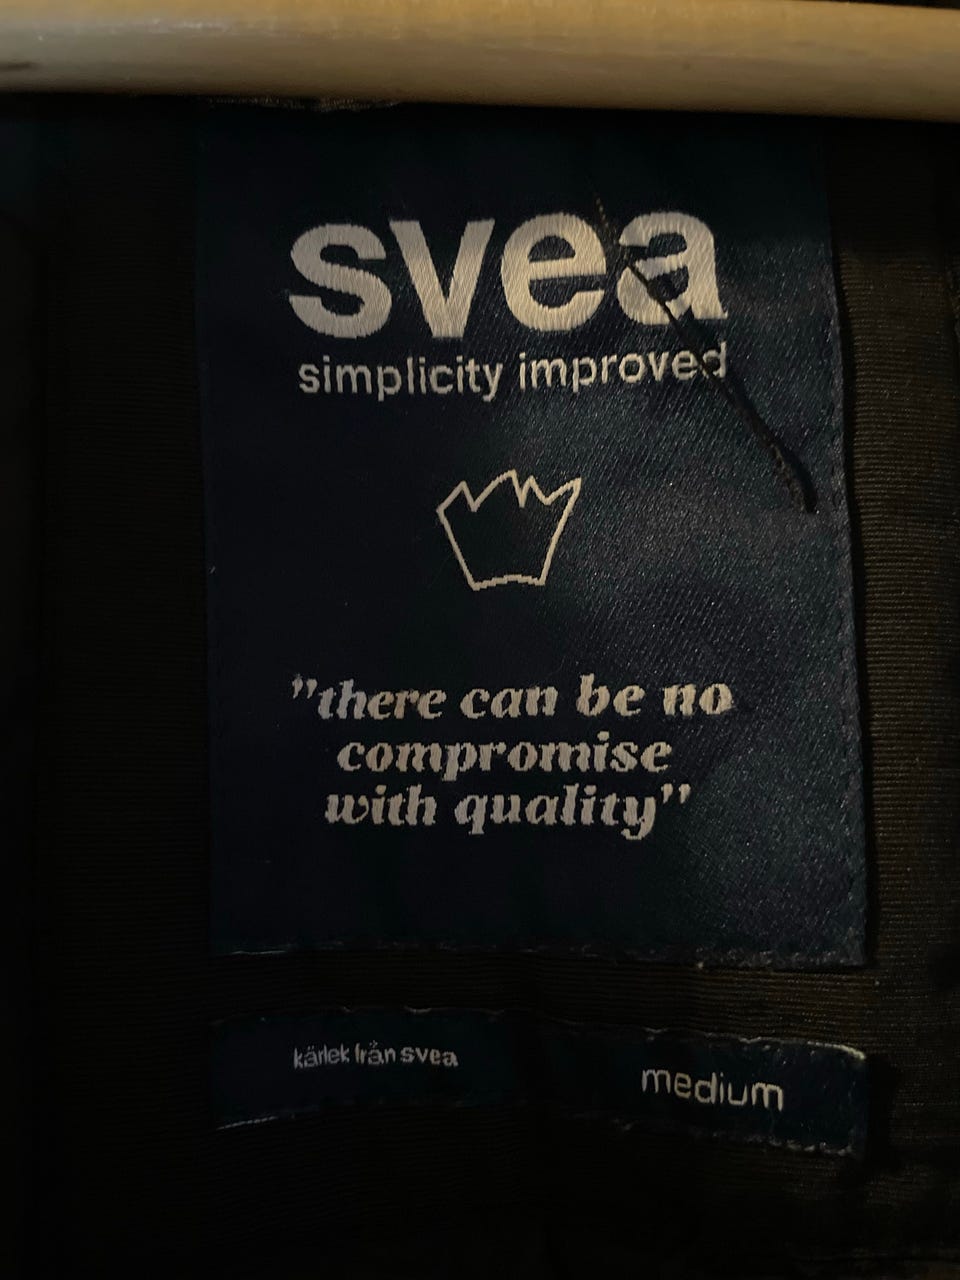 svea
simplicity improved
"there can be no
compromise
with quality"
kärlek från svea
medium